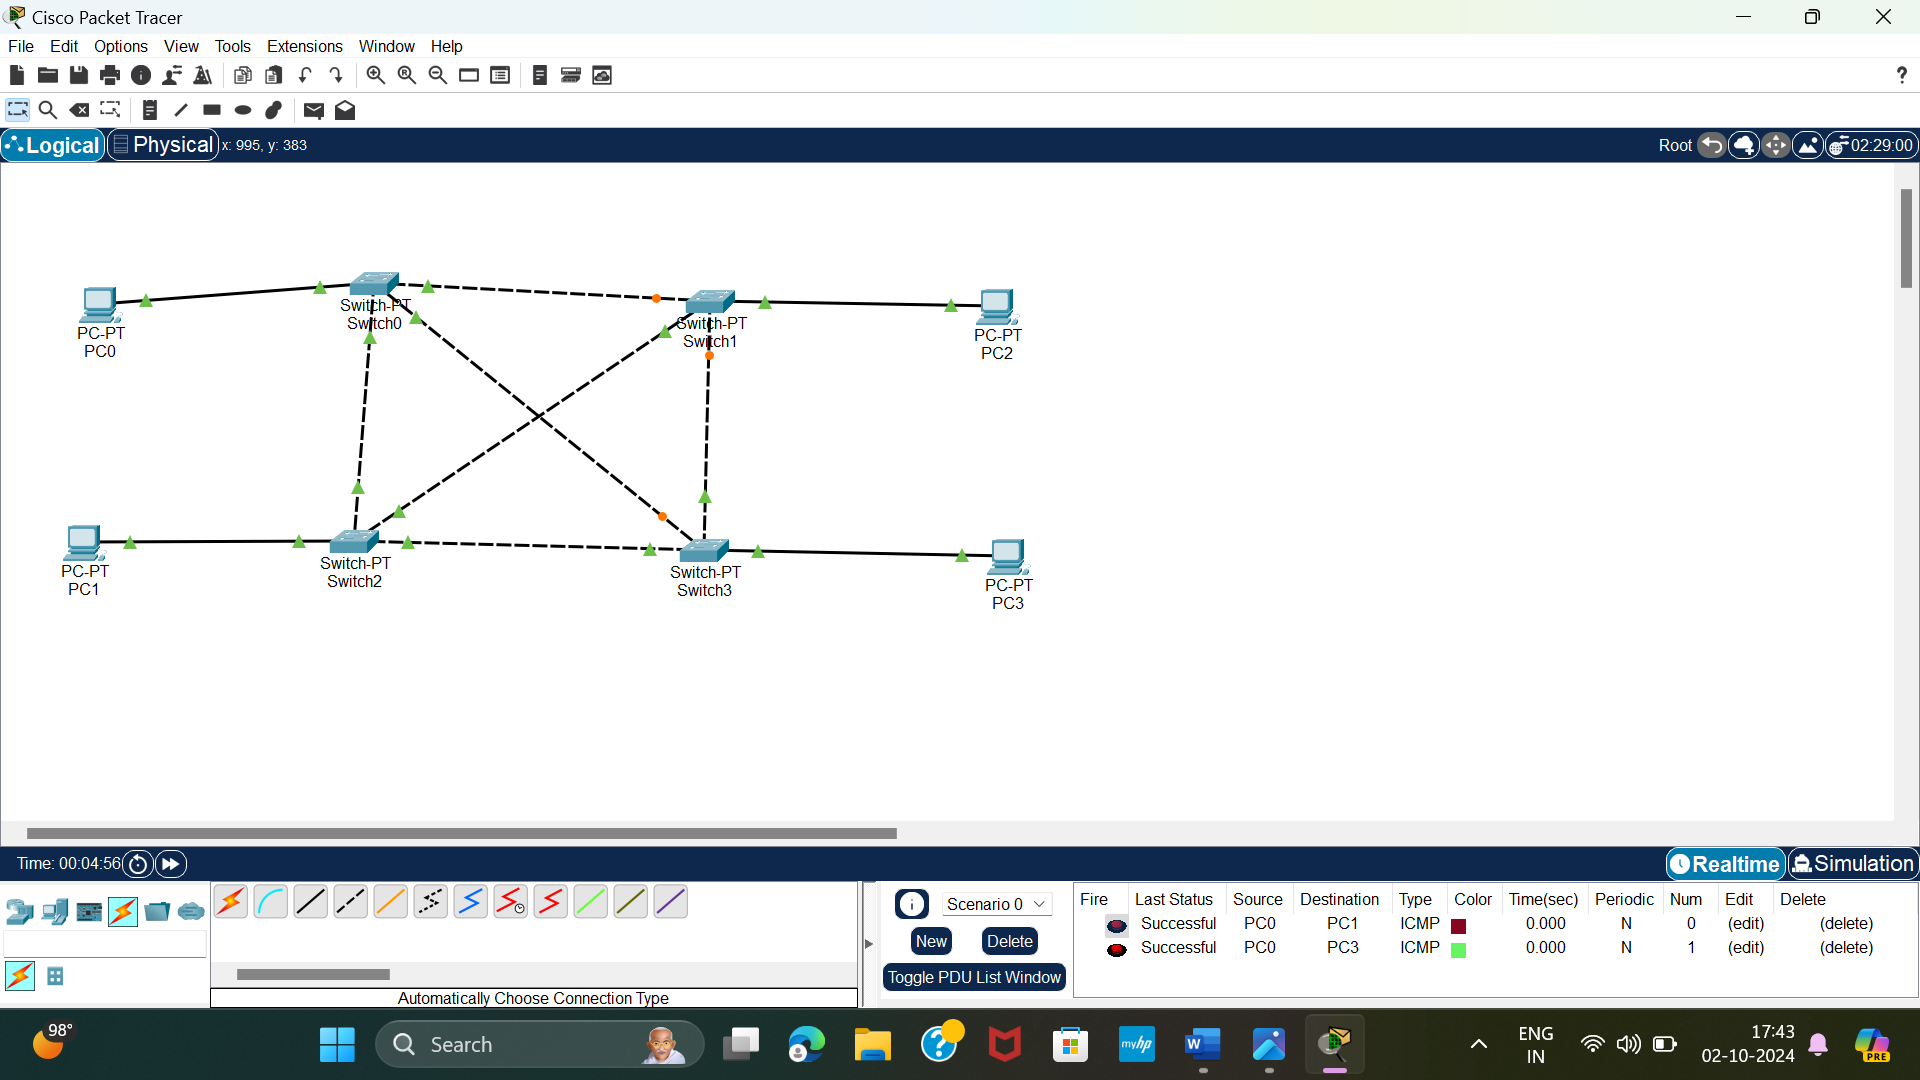 Cisco Packet Tracer
File Edit Options View Tools Extensions Window Help
?
Logical Physical x: 995, y: 383 Root 02:29:00
PC-PT
PC0
Switch-PT
Switch0
Switch-PT
Switch1
PC-PT
PC2
PC-PT
PC1
Switch-PT
Switch2
Switch-PT
Switch3
PC-PT
PC3
Time: 00:04:56 Realtime Simulation
Scenario 0
New Delete
Toggle PDU List Window
Automatically Choose Connection Type
Fire Last Status Source Destination Type Color Time(sec) Periodic Num Edit Delete
Successful PC0 PC1 ICMP 0.000 N 0 (edit) (delete)
Successful PC0 PC3 ICMP 0.000 N 1 (edit) (delete)
98°
Search
?
myhp
W
ENG
IN
17:43
02-10-2024
PRE